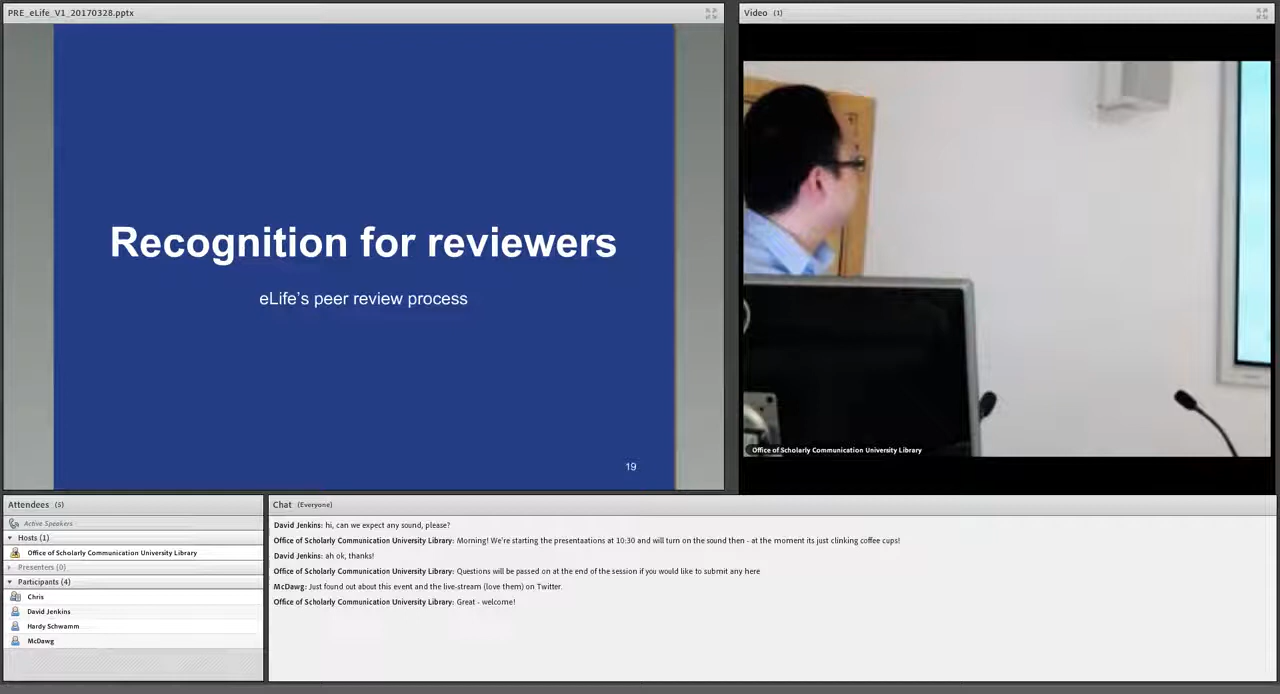 PRE_eLife_V1_20170328.pptx
Recognition for reviewers
eLife's peer review process
19
Video (1)
Office of Scholarly Communication University Library
Attendees (5)
Active Speakers
Hosts (1)
Office of Scholarly Communication University Library
Presenters (0)
Participants (4)
Chris
David Jenkins
Hardy Schwamm
McDawg
Chat (Everyone)
David Jenkins: hi, can we expect any sound, please?
Office of Scholarly Communication University Library: Morning! We're starting the presentaations at 10:30 and will turn on the sound then - at the moment its just clinking coffee cups!
David Jenkins: ah ok, thanks!
Office of Scholarly Communication University Library: Questions will be passed on at the end of the session if you would like to submit any here
McDawg: Just found out about this event and the live-stream (love them) on Twitter.
Office of Scholarly Communication University Library: Great - welcome!